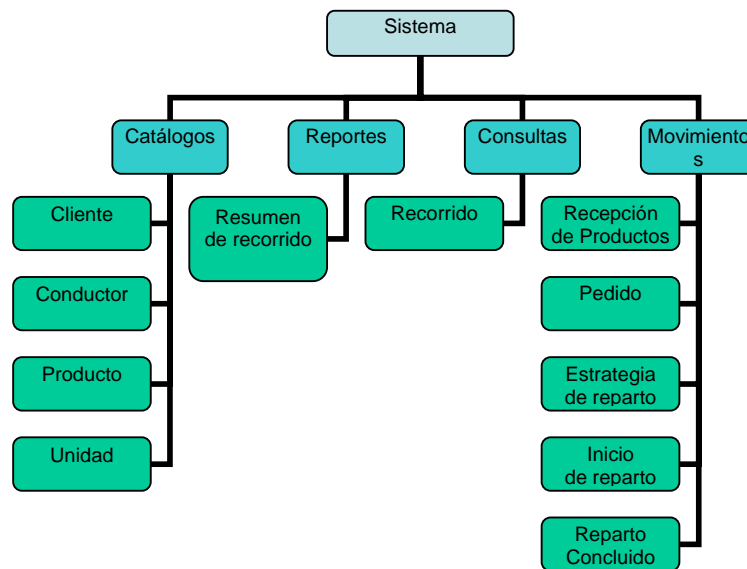 Sistema
Catálogos
Reportes
Consultas
Movimiento
s
Cliente
Conductor
Producto
Unidad
Resumen
de recorrido
Recorrido
Recepción
de Productos
Pedido
Estrategia
de reparto
Inicio
de reparto
Reparto
Concluido